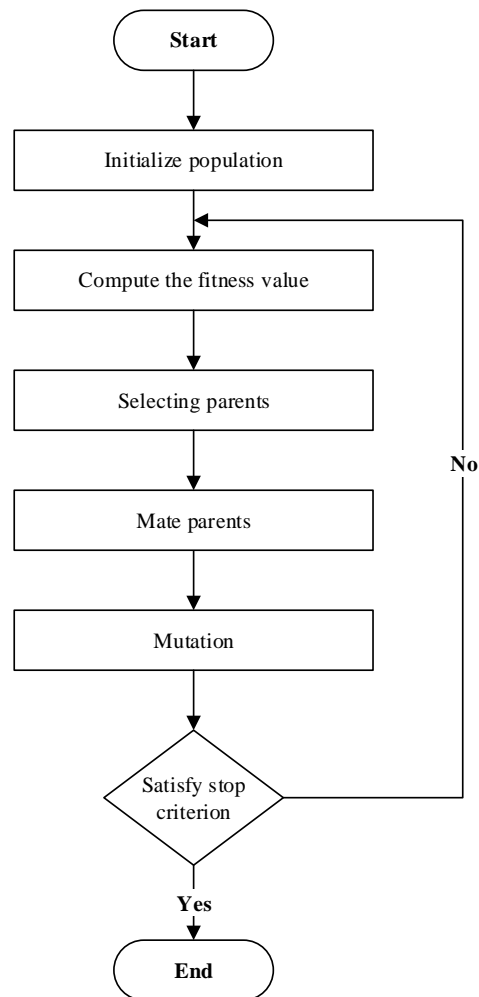 Start
Initialize population
Compute the fitness value
Selecting parents
No
Mate parents
Mutation
Satisfy stop
criterion
Yes
End